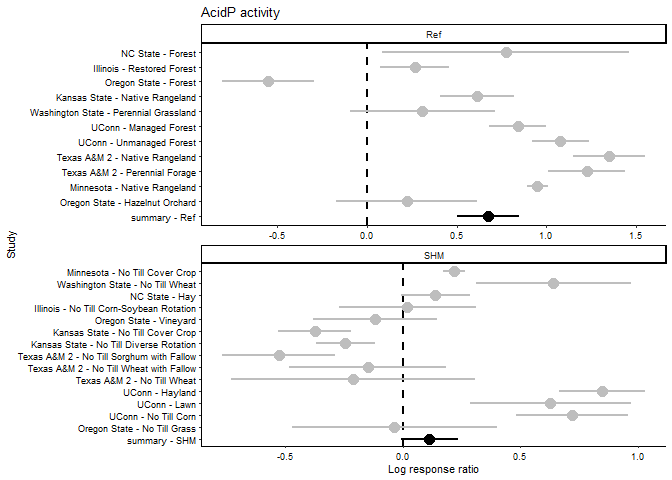 AcidP activity
Ref
NC State - Forest
Illinois - Restored Forest
Oregon State - Forest
Kansas State - Native Rangeland
Washington State - Perennial Grassland
UConn - Managed Forest
UConn - Unmanaged Forest
Texas A&M 2 - Native Rangeland
Texas A&M 2 - Perennial Forage
Minnesota - Native Rangeland
Oregon State - Hazelnut Orchard
summary - Ref
-0.5 0.0 0.5 1.0 1.5
Study
SHM
Minnesota - No Till Cover Crop
Washington State - No Till Wheat
NC State - Hay
Illinois - No Till Corn-Soybean Rotation
Oregon State - Vineyard
Kansas State - No Till Cover Crop
Kansas State - No Till Diverse Rotation
Texas A&M 2 - No Till Sorghum with Fallow
Texas A&M 2 - No Till Wheat with Fallow
Texas A&M 2 - No Till Wheat
UConn - Hayland
UConn - Lawn
UConn - No Till Corn
Oregon State - No Till Grass
summary - SHM
-0.5 0.0 0.5 1.0
Log response ratio